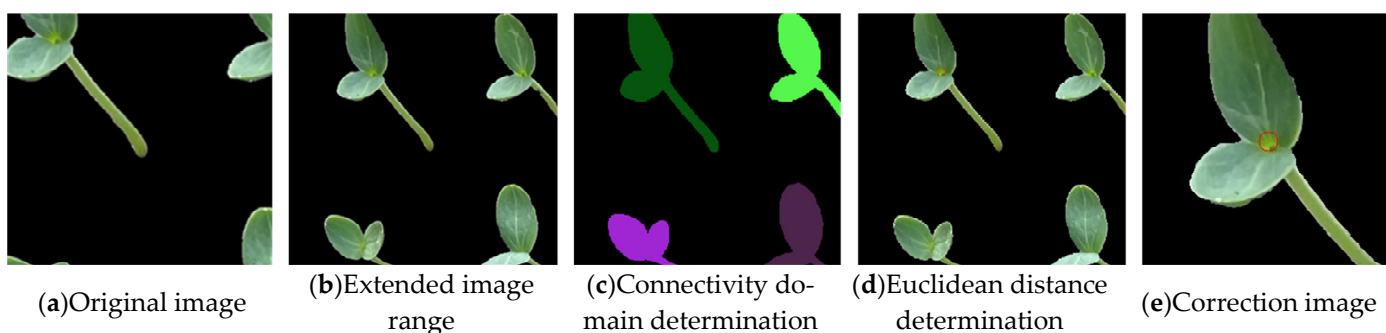 (a)Original image
(b)Extended image
range
(c)Connectivity do-
main determination
(d)Euclidean distance
determination
(e)Correction image